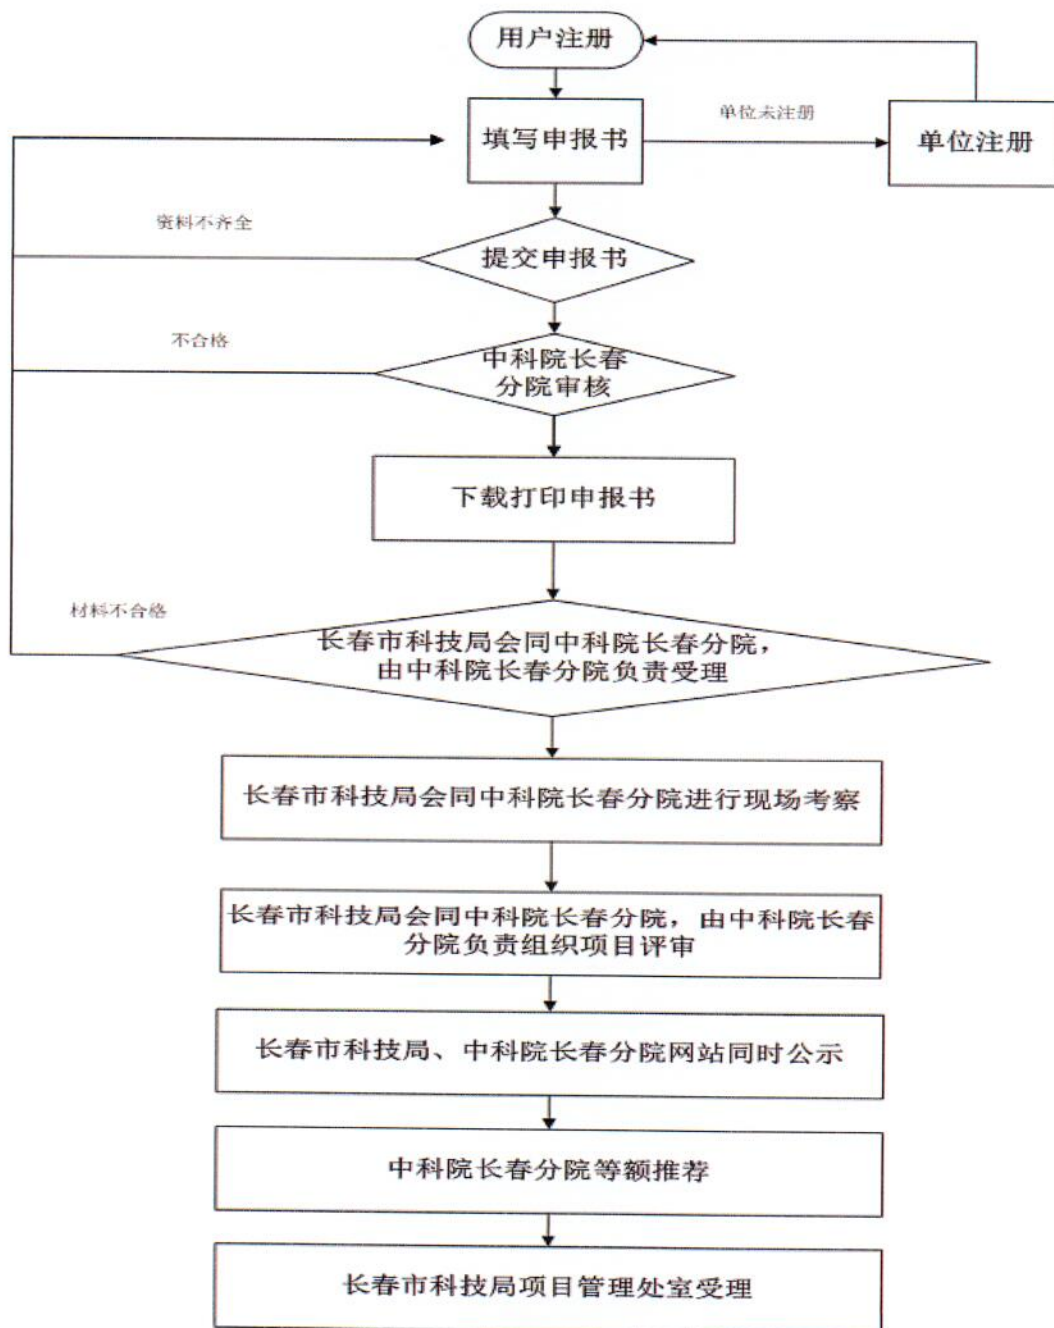 用户注册
填写申报书
单位未注册
单位注册
资料不齐全
提交申报书
不合格
中科院长春
分院审核
下载打印申报书
材料不合格
长春市科技局会同中科院长春分院，
由中科院长春分院负责受理
长春市科技局会同中科院长春分院进行现场考察
长春市科技局会同中科院长春分院，由中科院长春
分院负责组织项目评审
长春市科技局、中科院长春分院网站同时公示
中科院长春分院等额推荐
长春市科技局项目管理处室受理